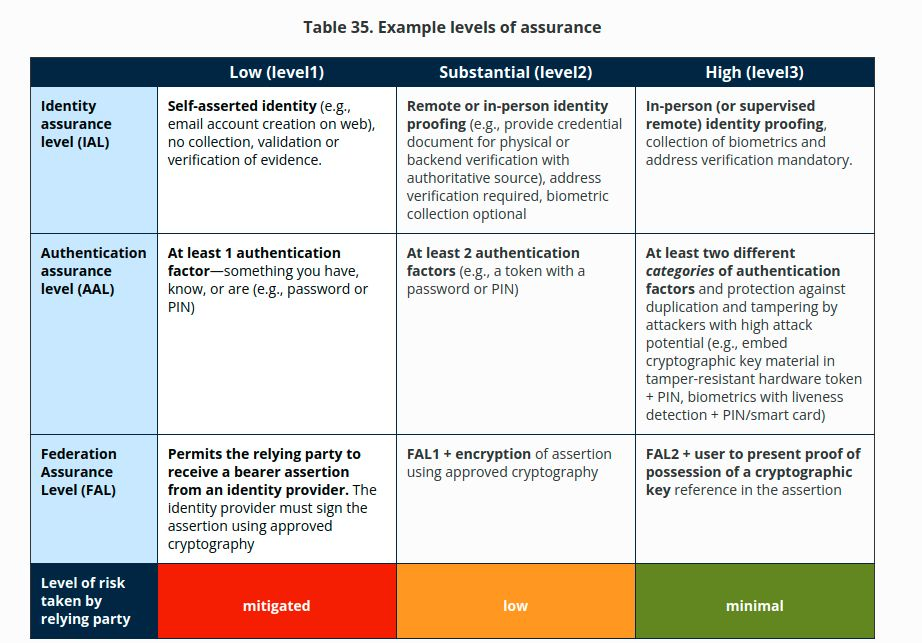 Table 35. Example levels of assurance
Low (level1)
Substantial (level2)
High (level3)
Identity
assurance
level (IAL)
Self-asserted identity (e.g.,
email account creation on web),
no collection, validation or
verification of evidence.
Remote or in-person identity
proofing (e.g., provide credential
document for physical or
backend verification with
authoritative source), address
verification required, biometric
collection optional
In-person (or supervised
remote) identity proofing,
collection of biometrics and
address verification mandatory.
Authentication
assurance
level (AAL)
At least 1 authentication
factor—something you have,
know, or are (e.g., password or
PIN)
At least 2 authentication
factors (e.g., a token with a
password or PIN)
At least two different
categories of authentication
factors and protection against
duplication and tampering by
attackers with high attack
potential (e.g., embed
cryptographic key material in
tamper-resistant hardware token
+ PIN, biometrics with liveness
detection + PIN/smart card)
Federation
Assurance
Level (FAL)
Permits the relying party to
receive a bearer assertion
from an identity provider. The
identity provider must sign the
assertion using approved
cryptography
FAL1 + encryption of assertion
using approved cryptography
FAL2 + user to present proof of
possession of a cryptographic
key reference in the assertion
Level of risk
taken by
relying party
mitigated
low
minimal